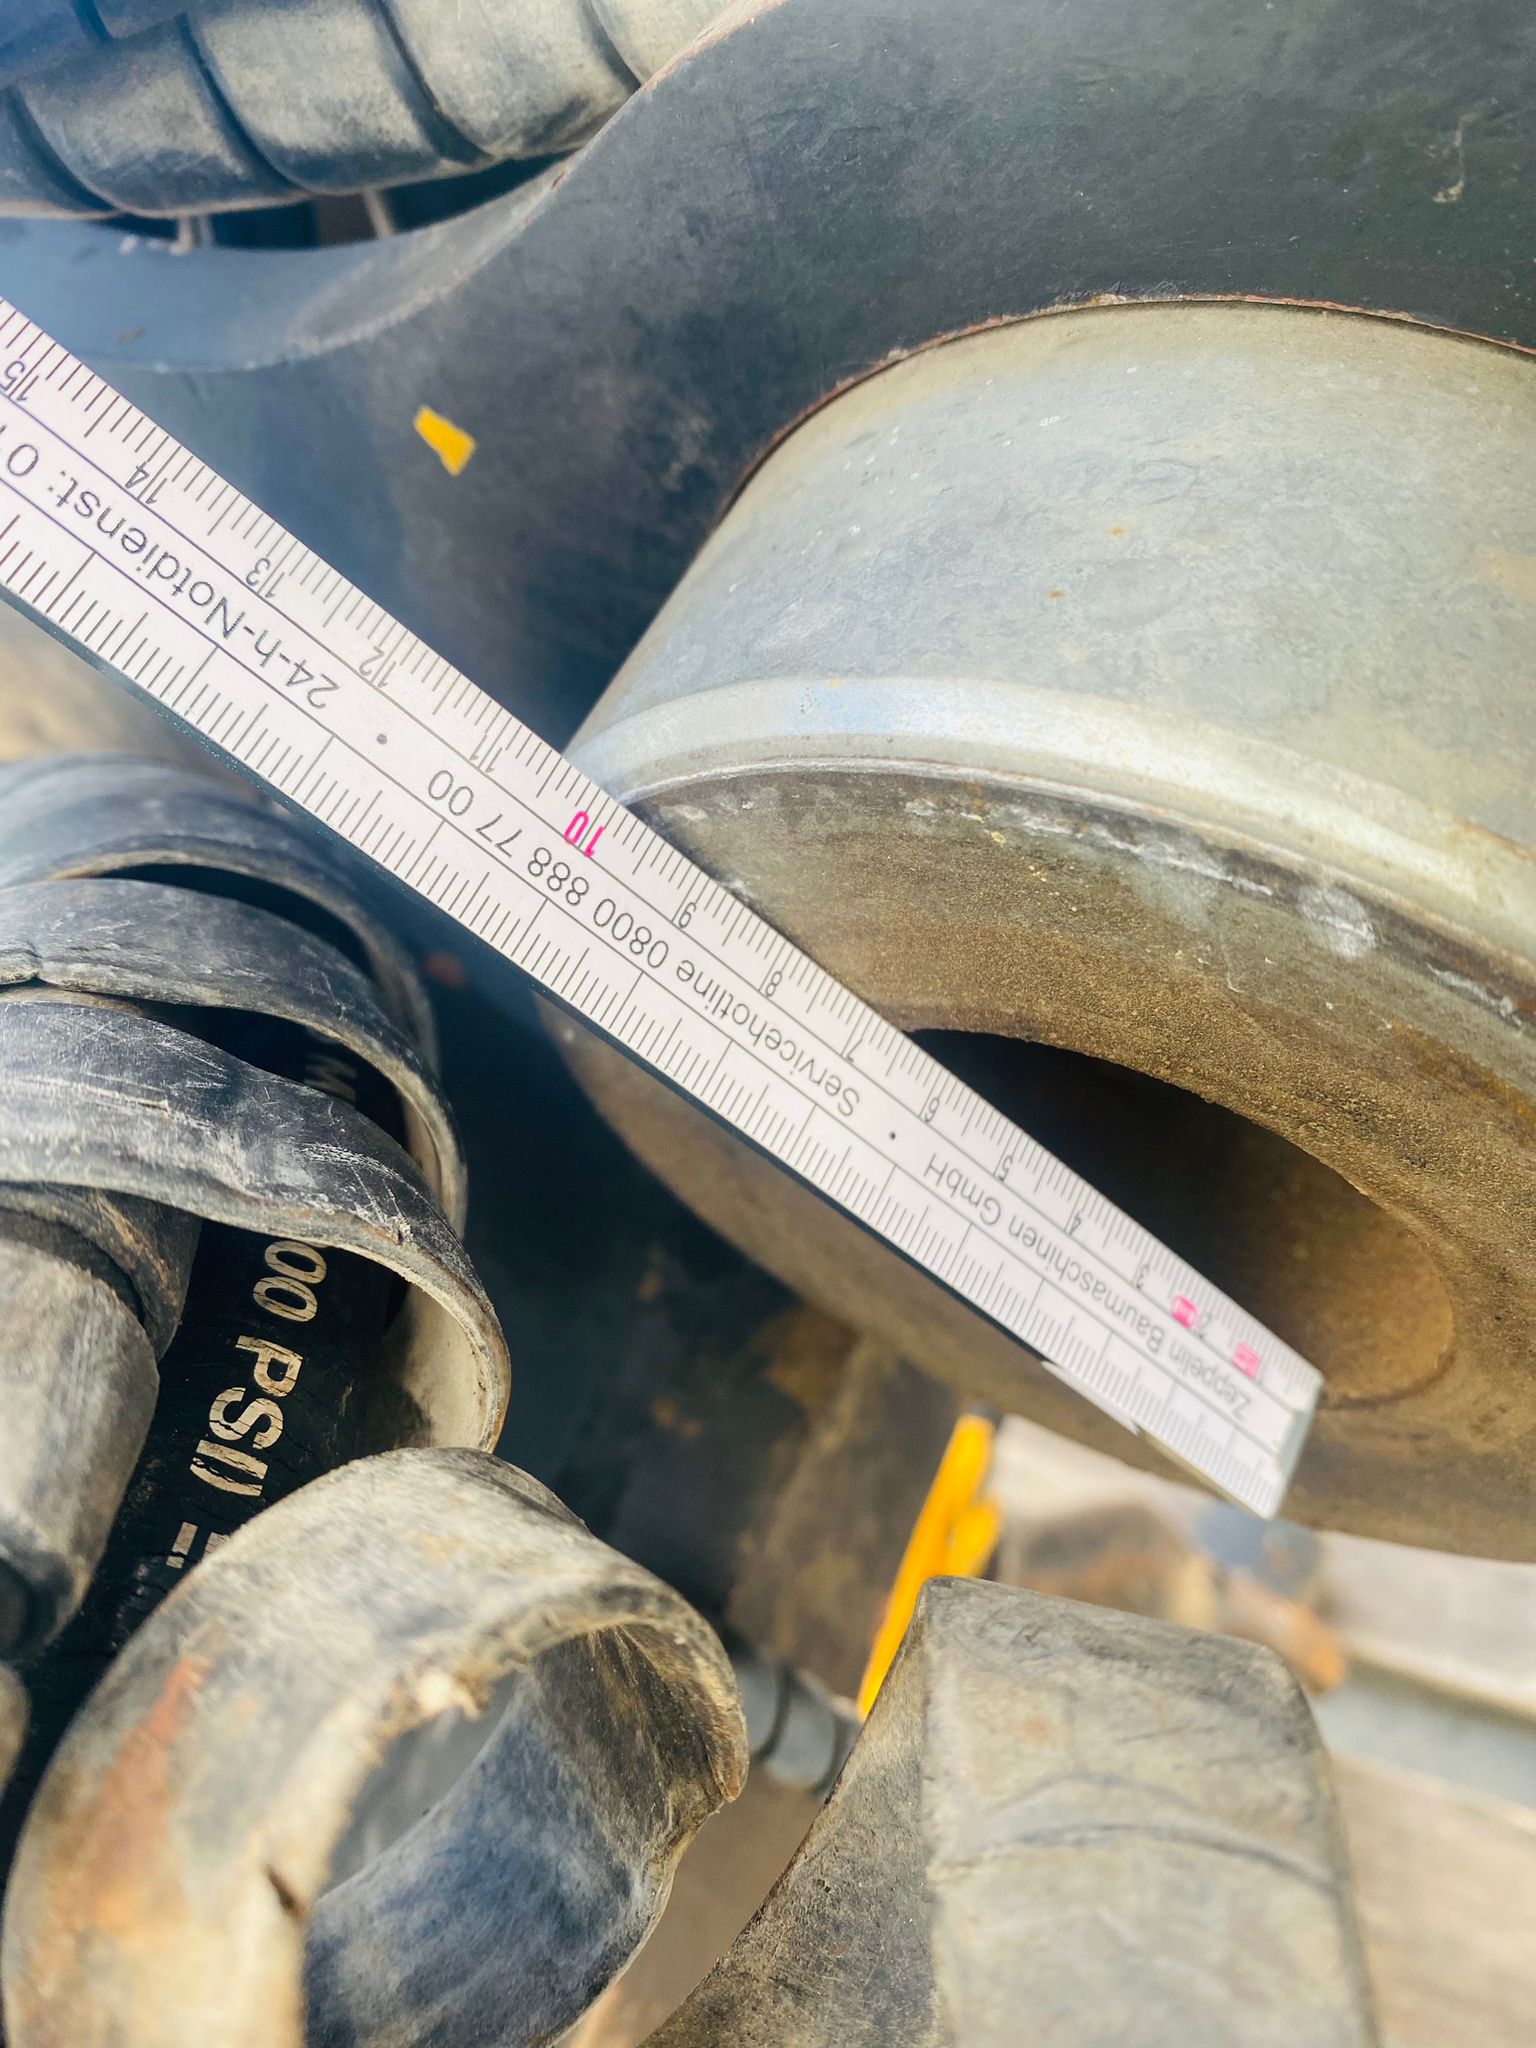 Zeppelin Baumaschinen GmbH • Servicehotline 0800 888 77 00 • 24-h-Notdienst: 0
1 2 3 4 5 6 7 8 9 10 11 12 13 14 15
00 PSI)